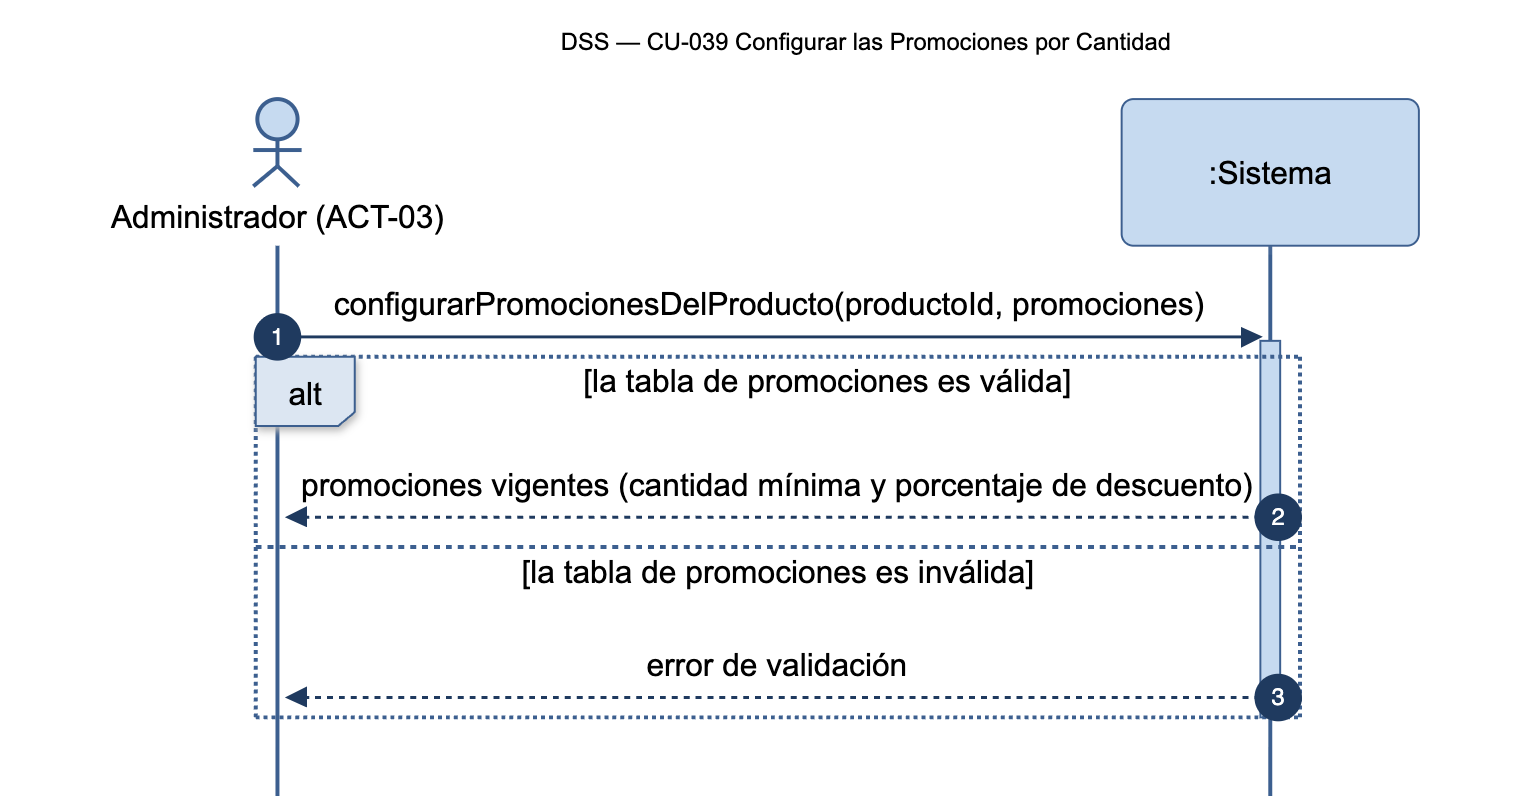 DSS — CU-039 Configurar las Promociones por Cantidad
:Sistema
Administrador (ACT-03)
configurarPromocionesDelProducto(productoId, promociones)
1
alt
[la tabla de promociones es válida]
promociones vigentes (cantidad mínima y porcentaje de descuento)
2
[la tabla de promociones es inválida]
error de validación
3